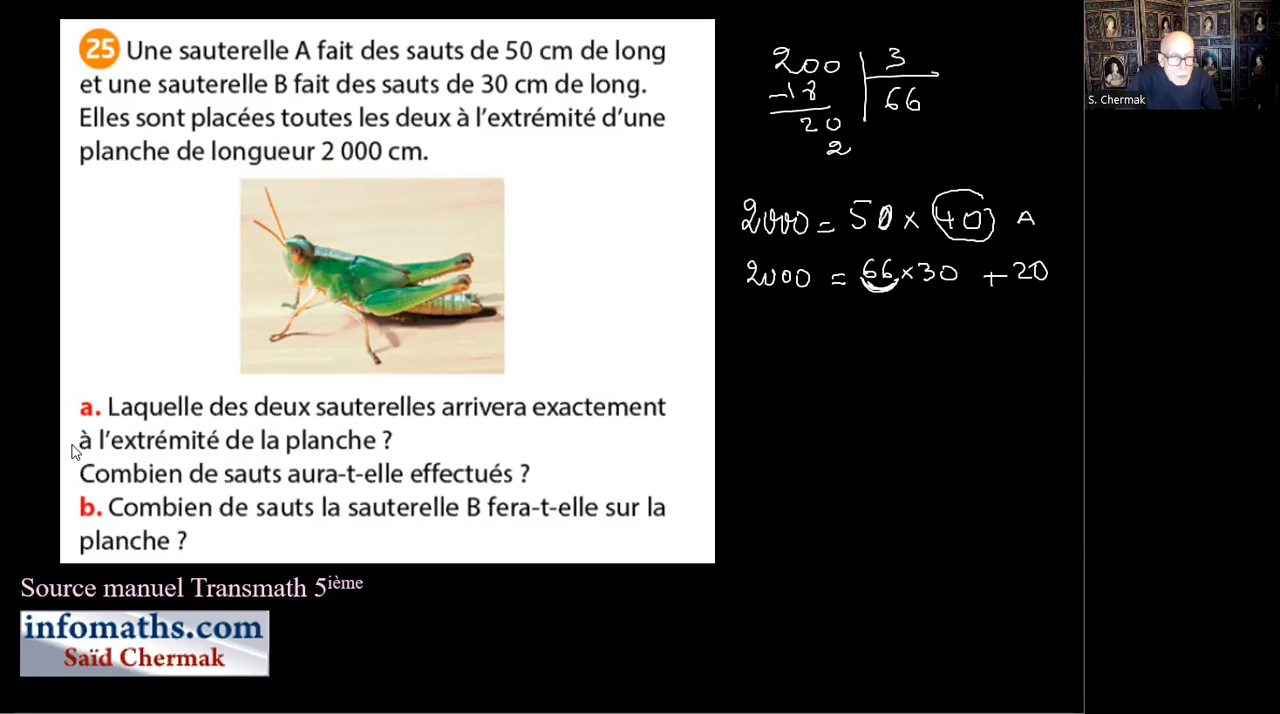 25 Une sauterelle A fait des sauts de 50 cm de long
et une sauterelle B fait des sauts de 30 cm de long.
Elles sont placées toutes les deux à l'extrémité d'une
planche de longueur 2 000 cm.
a. Laquelle des deux sauterelles arrivera exactement
à l'extrémité de la planche ?
Combien de sauts aura-t-elle effectués ?
b. Combien de sauts la sauterelle B fera-t-elle sur la
planche ?
Source manuel Transmath 5ième
infomaths.com
Saïd Chermak
200 3
-18 66
20
2
2000 = 50 × 40 A
2000 = 66 × 30 + 20
S. Chermak